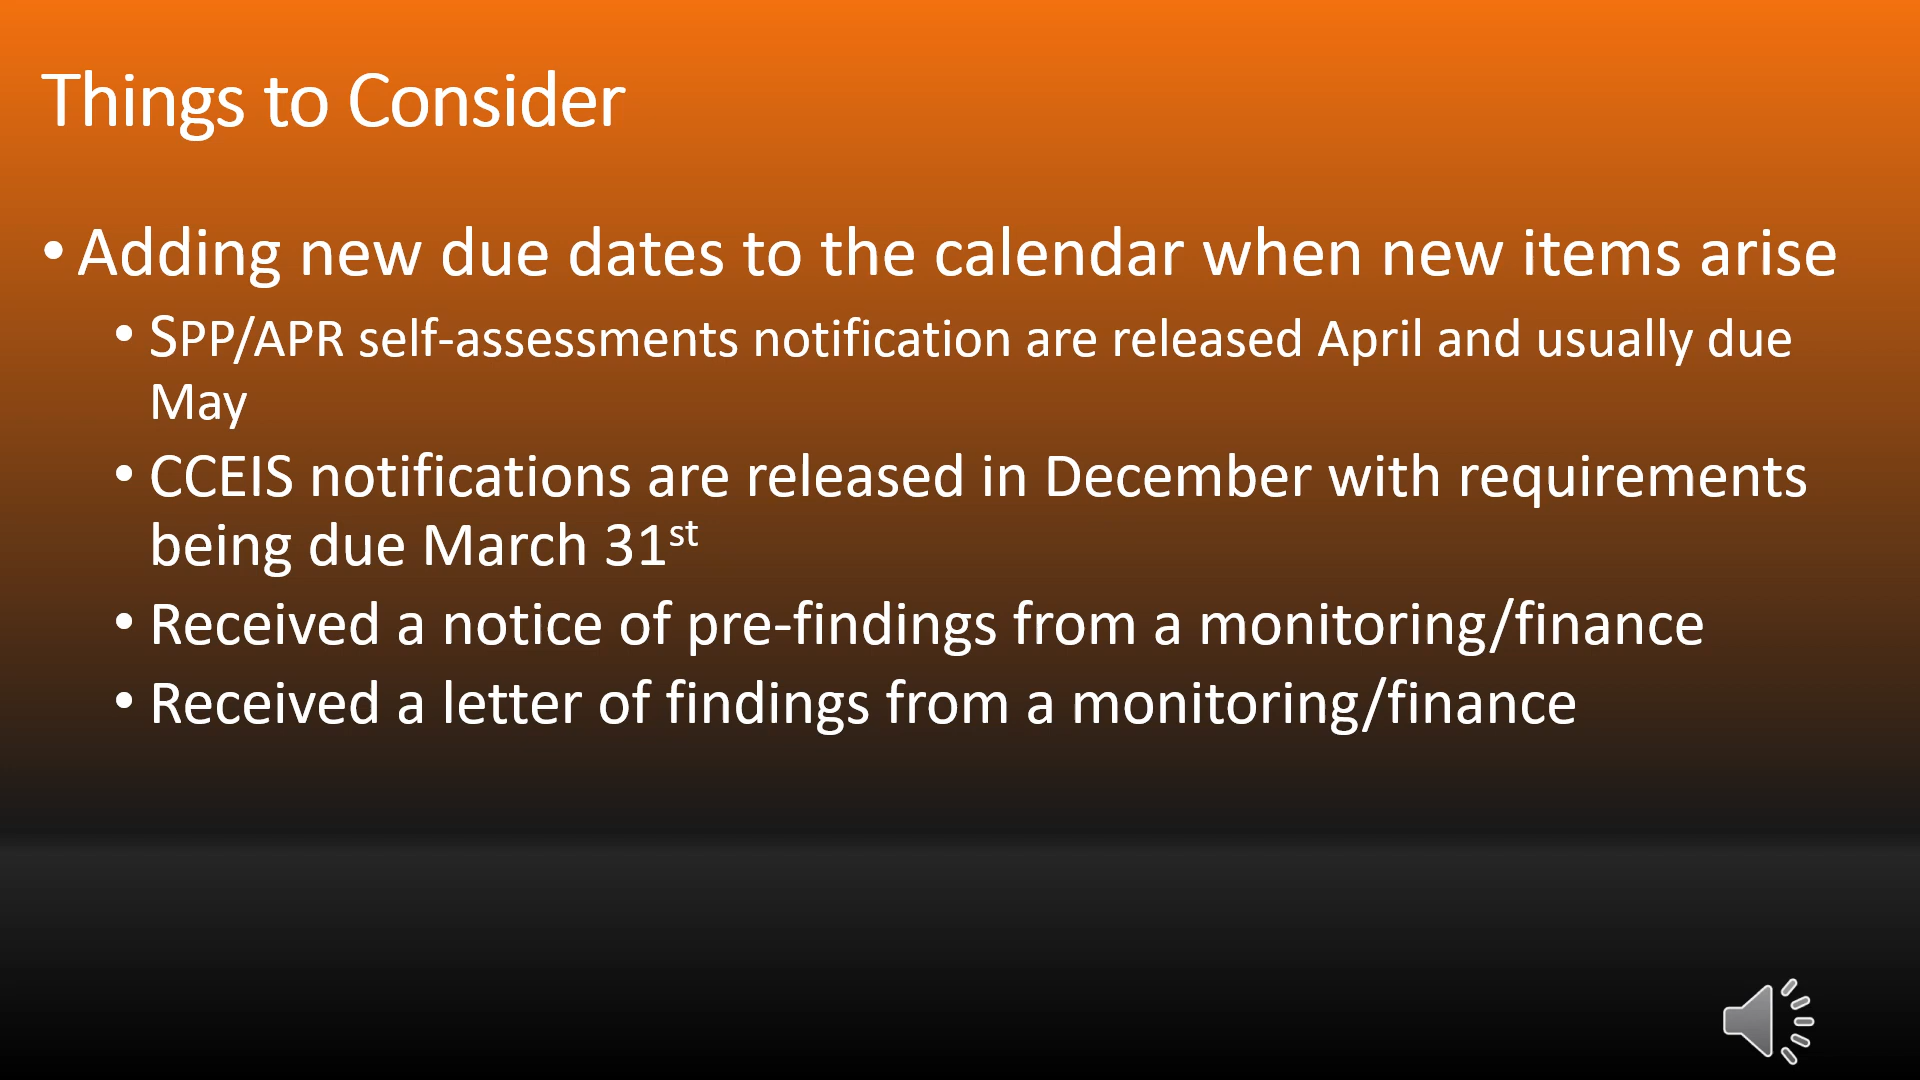 Things to Consider
• Adding new due dates to the calendar when new items arise
• SPP/APR self-assessments notification are released April and usually due
May
• CCEIS notifications are released in December with requirements
being due March 31st
• Received a notice of pre-findings from a monitoring/finance
• Received a letter of findings from a monitoring/finance